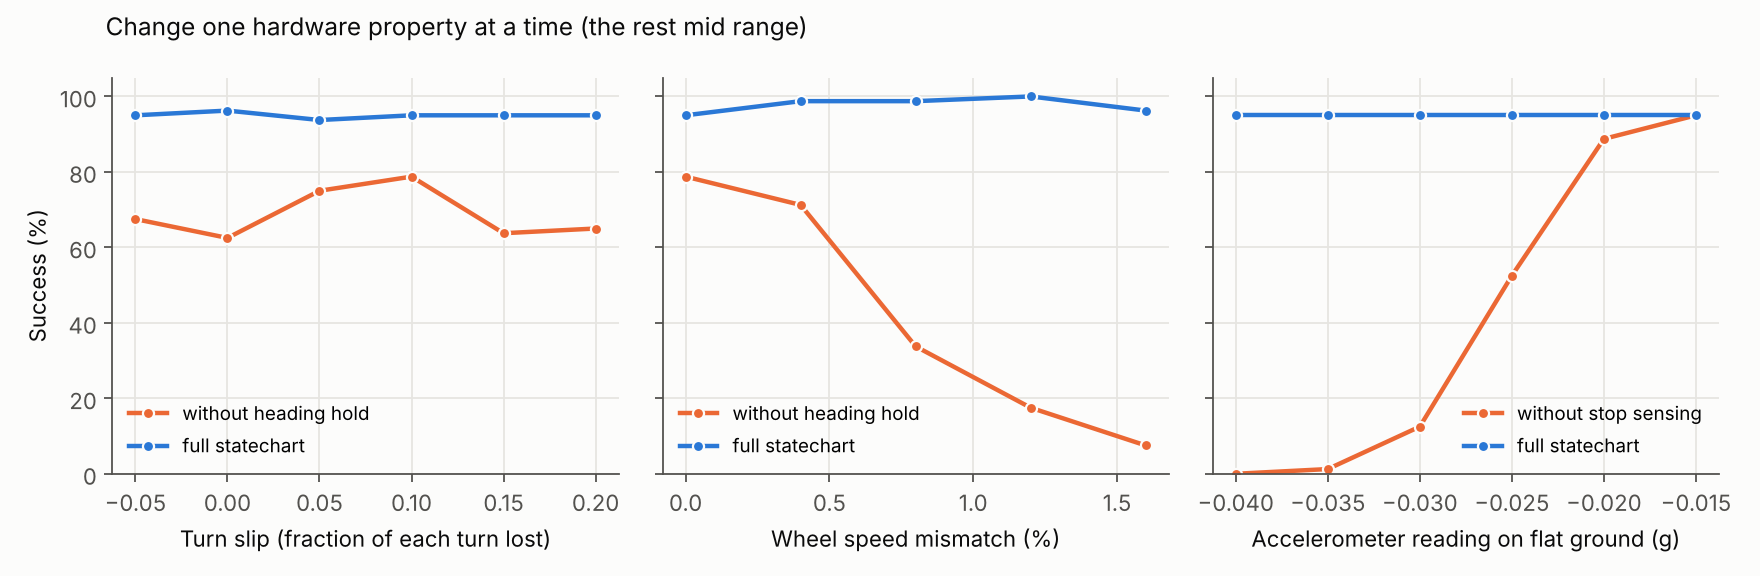 Change one hardware property at a time (the rest mid range)
Success (%)
100
80
60
40
20
0
without heading hold
full statechart
−0.05 0.00 0.05 0.10 0.15 0.20
Turn slip (fraction of each turn lost)
without heading hold
full statechart
0.0 0.5 1.0 1.5
Wheel speed mismatch (%)
without stop sensing
full statechart
−0.040 −0.035 −0.030 −0.025 −0.020 −0.015
Accelerometer reading on flat ground (g)